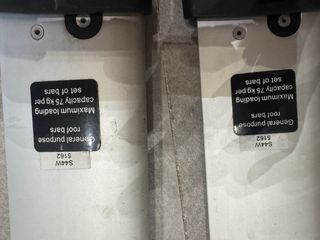 S44W
5162
General purpose
roof bars
Maximum loading
capacity 75 kg per
set of bars
S44W
5162
General purpose
roof bars
Maximum loading
capacity 75 kg per
set of bars